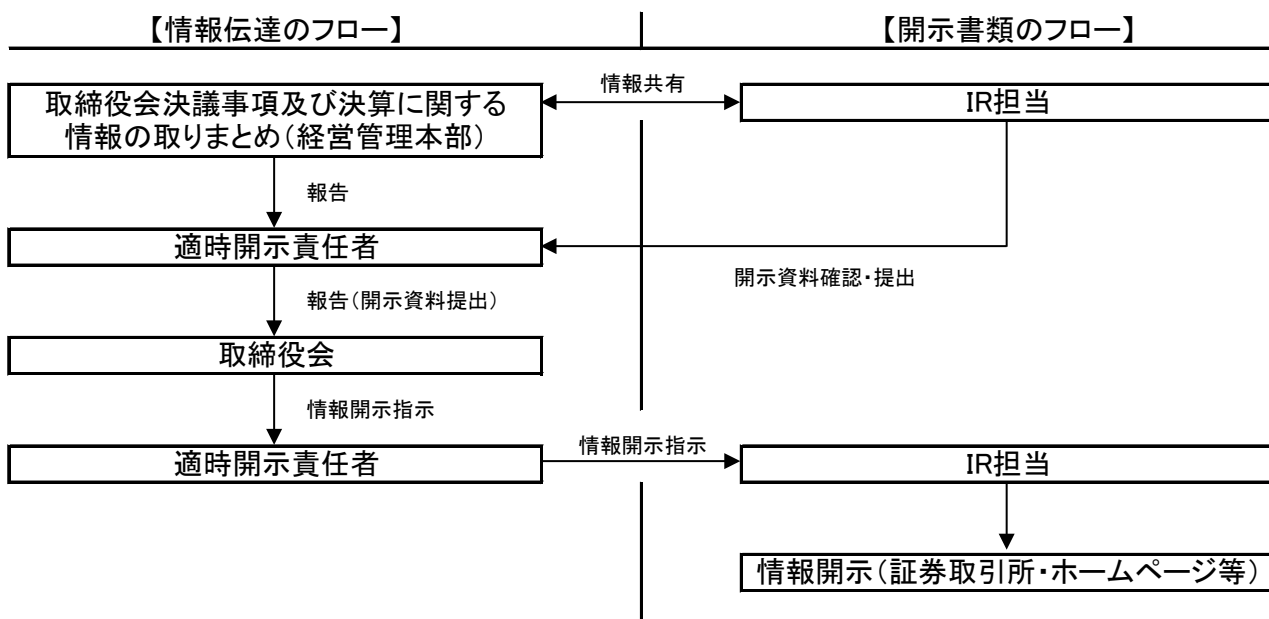 【情報伝達のフロー】
【開示書類のフロー】
取締役会決議事項及び決算に関する
情報の取りまとめ(経営管理本部)
情報共有
IR担当
報告
適時開示責任者
開示資料確認・提出
報告(開示資料提出)
取締役会
情報開示指示
適時開示責任者
情報開示指示
IR担当
情報開示(証券取引所・ホームページ等)